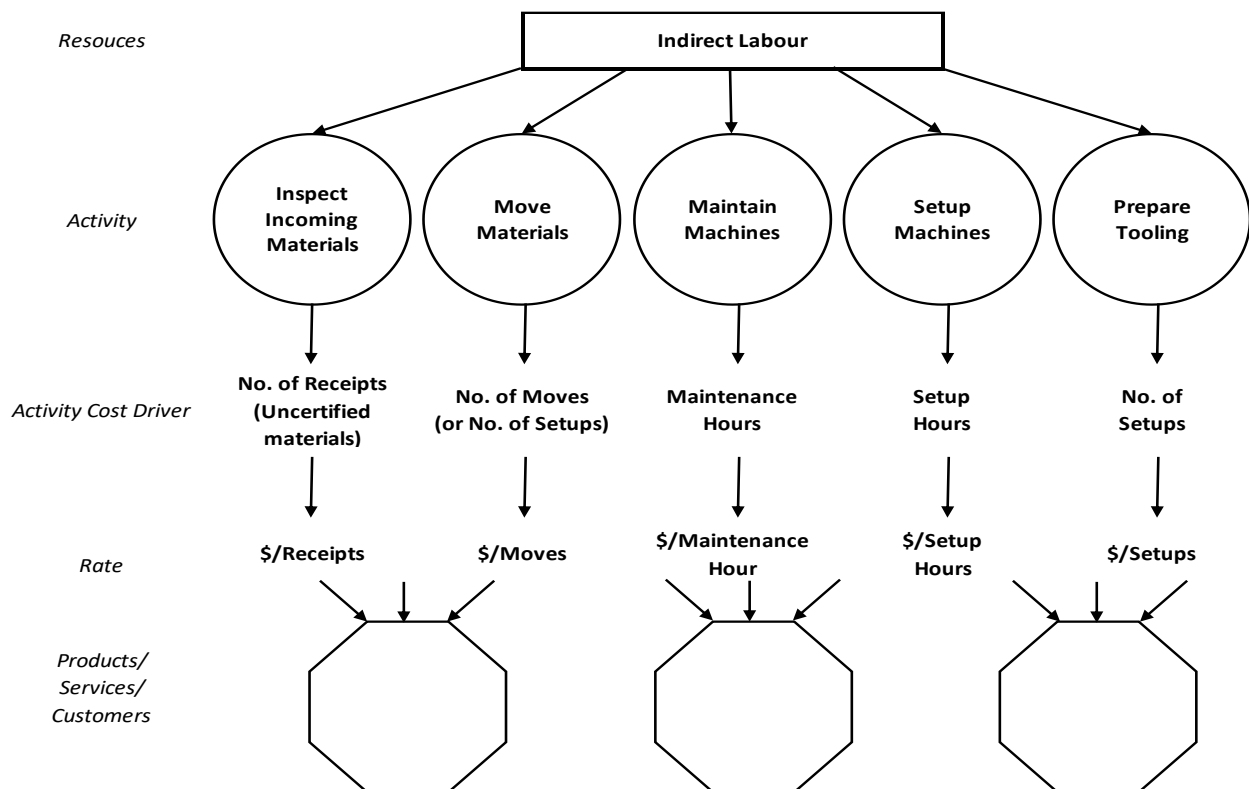 Resouces
Indirect Labour
Activity
Inspect
Incoming
Materials
Move
Materials
Maintain
Machines
Setup
Machines
Prepare
Tooling
Activity Cost Driver
No. of Receipts
(Uncertified
materials)
No. of Moves
(or No. of Setups)
Maintenance
Hours
Setup
Hours
No. of
Setups
Rate
$/Receipts
$/Moves
$/Maintenance
Hour
$/Setup
Hours
$/Setups
Products/
Services/
Customers